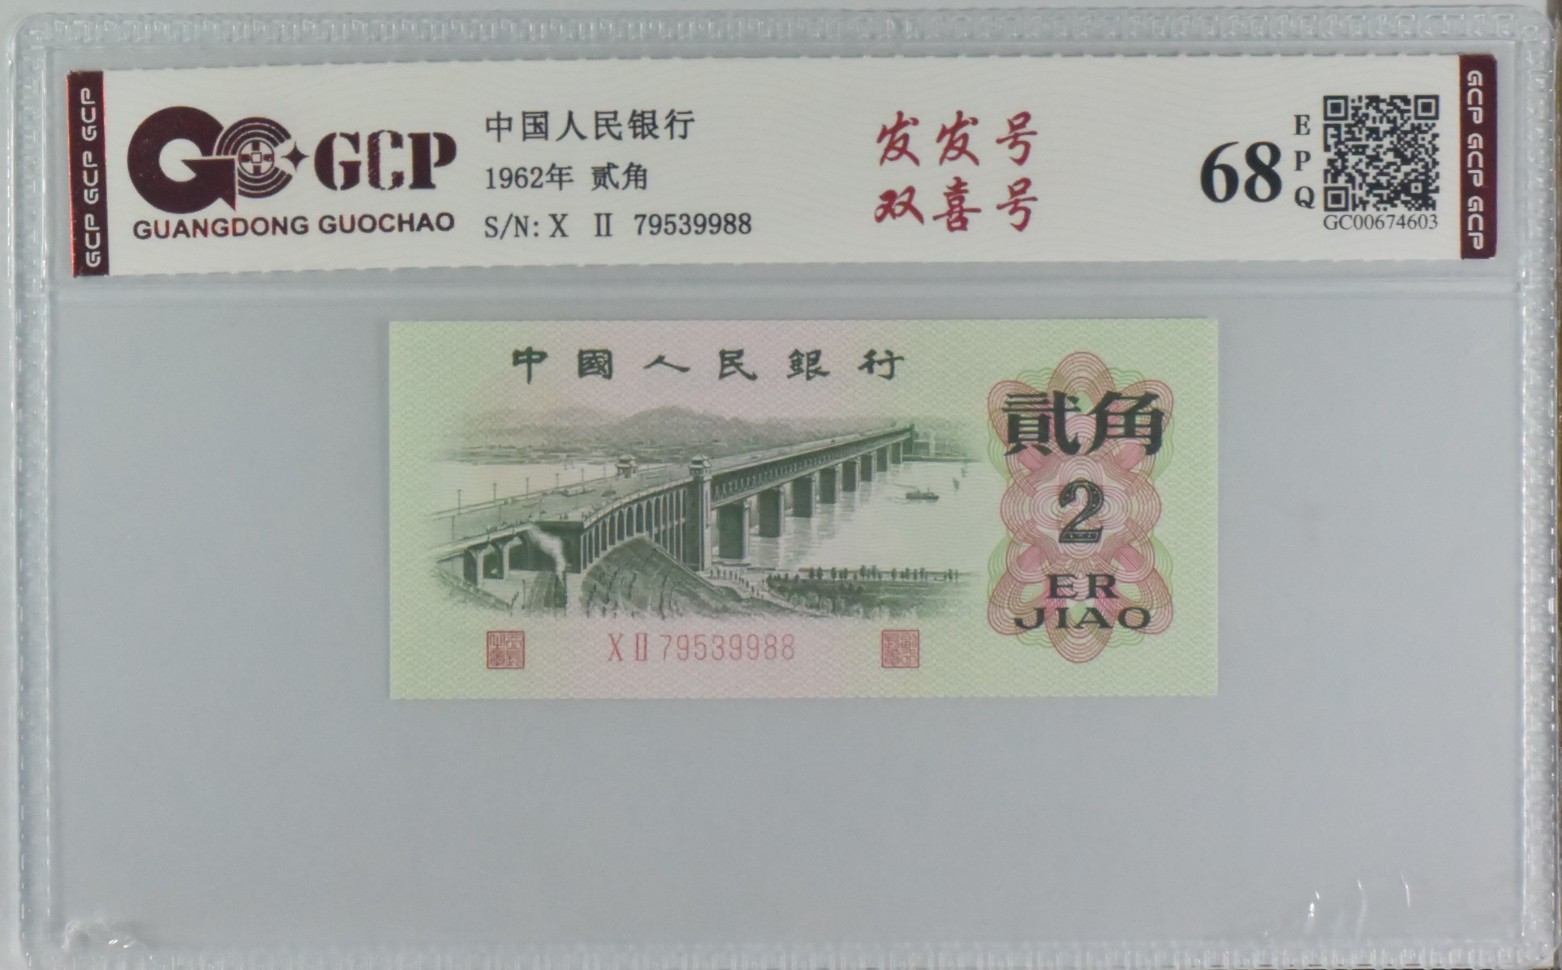 GCP GCP GCP
GCP
GUANGDONG GUOCHAO
中国人民银行
1962年 贰角
S/N: X Ⅱ 79539988
发发号
双喜号
68
EPQ
GC00674603
GCP GCP GCP
中國人民銀行
貳角
2
ER
JIAO
X Ⅱ 79539988